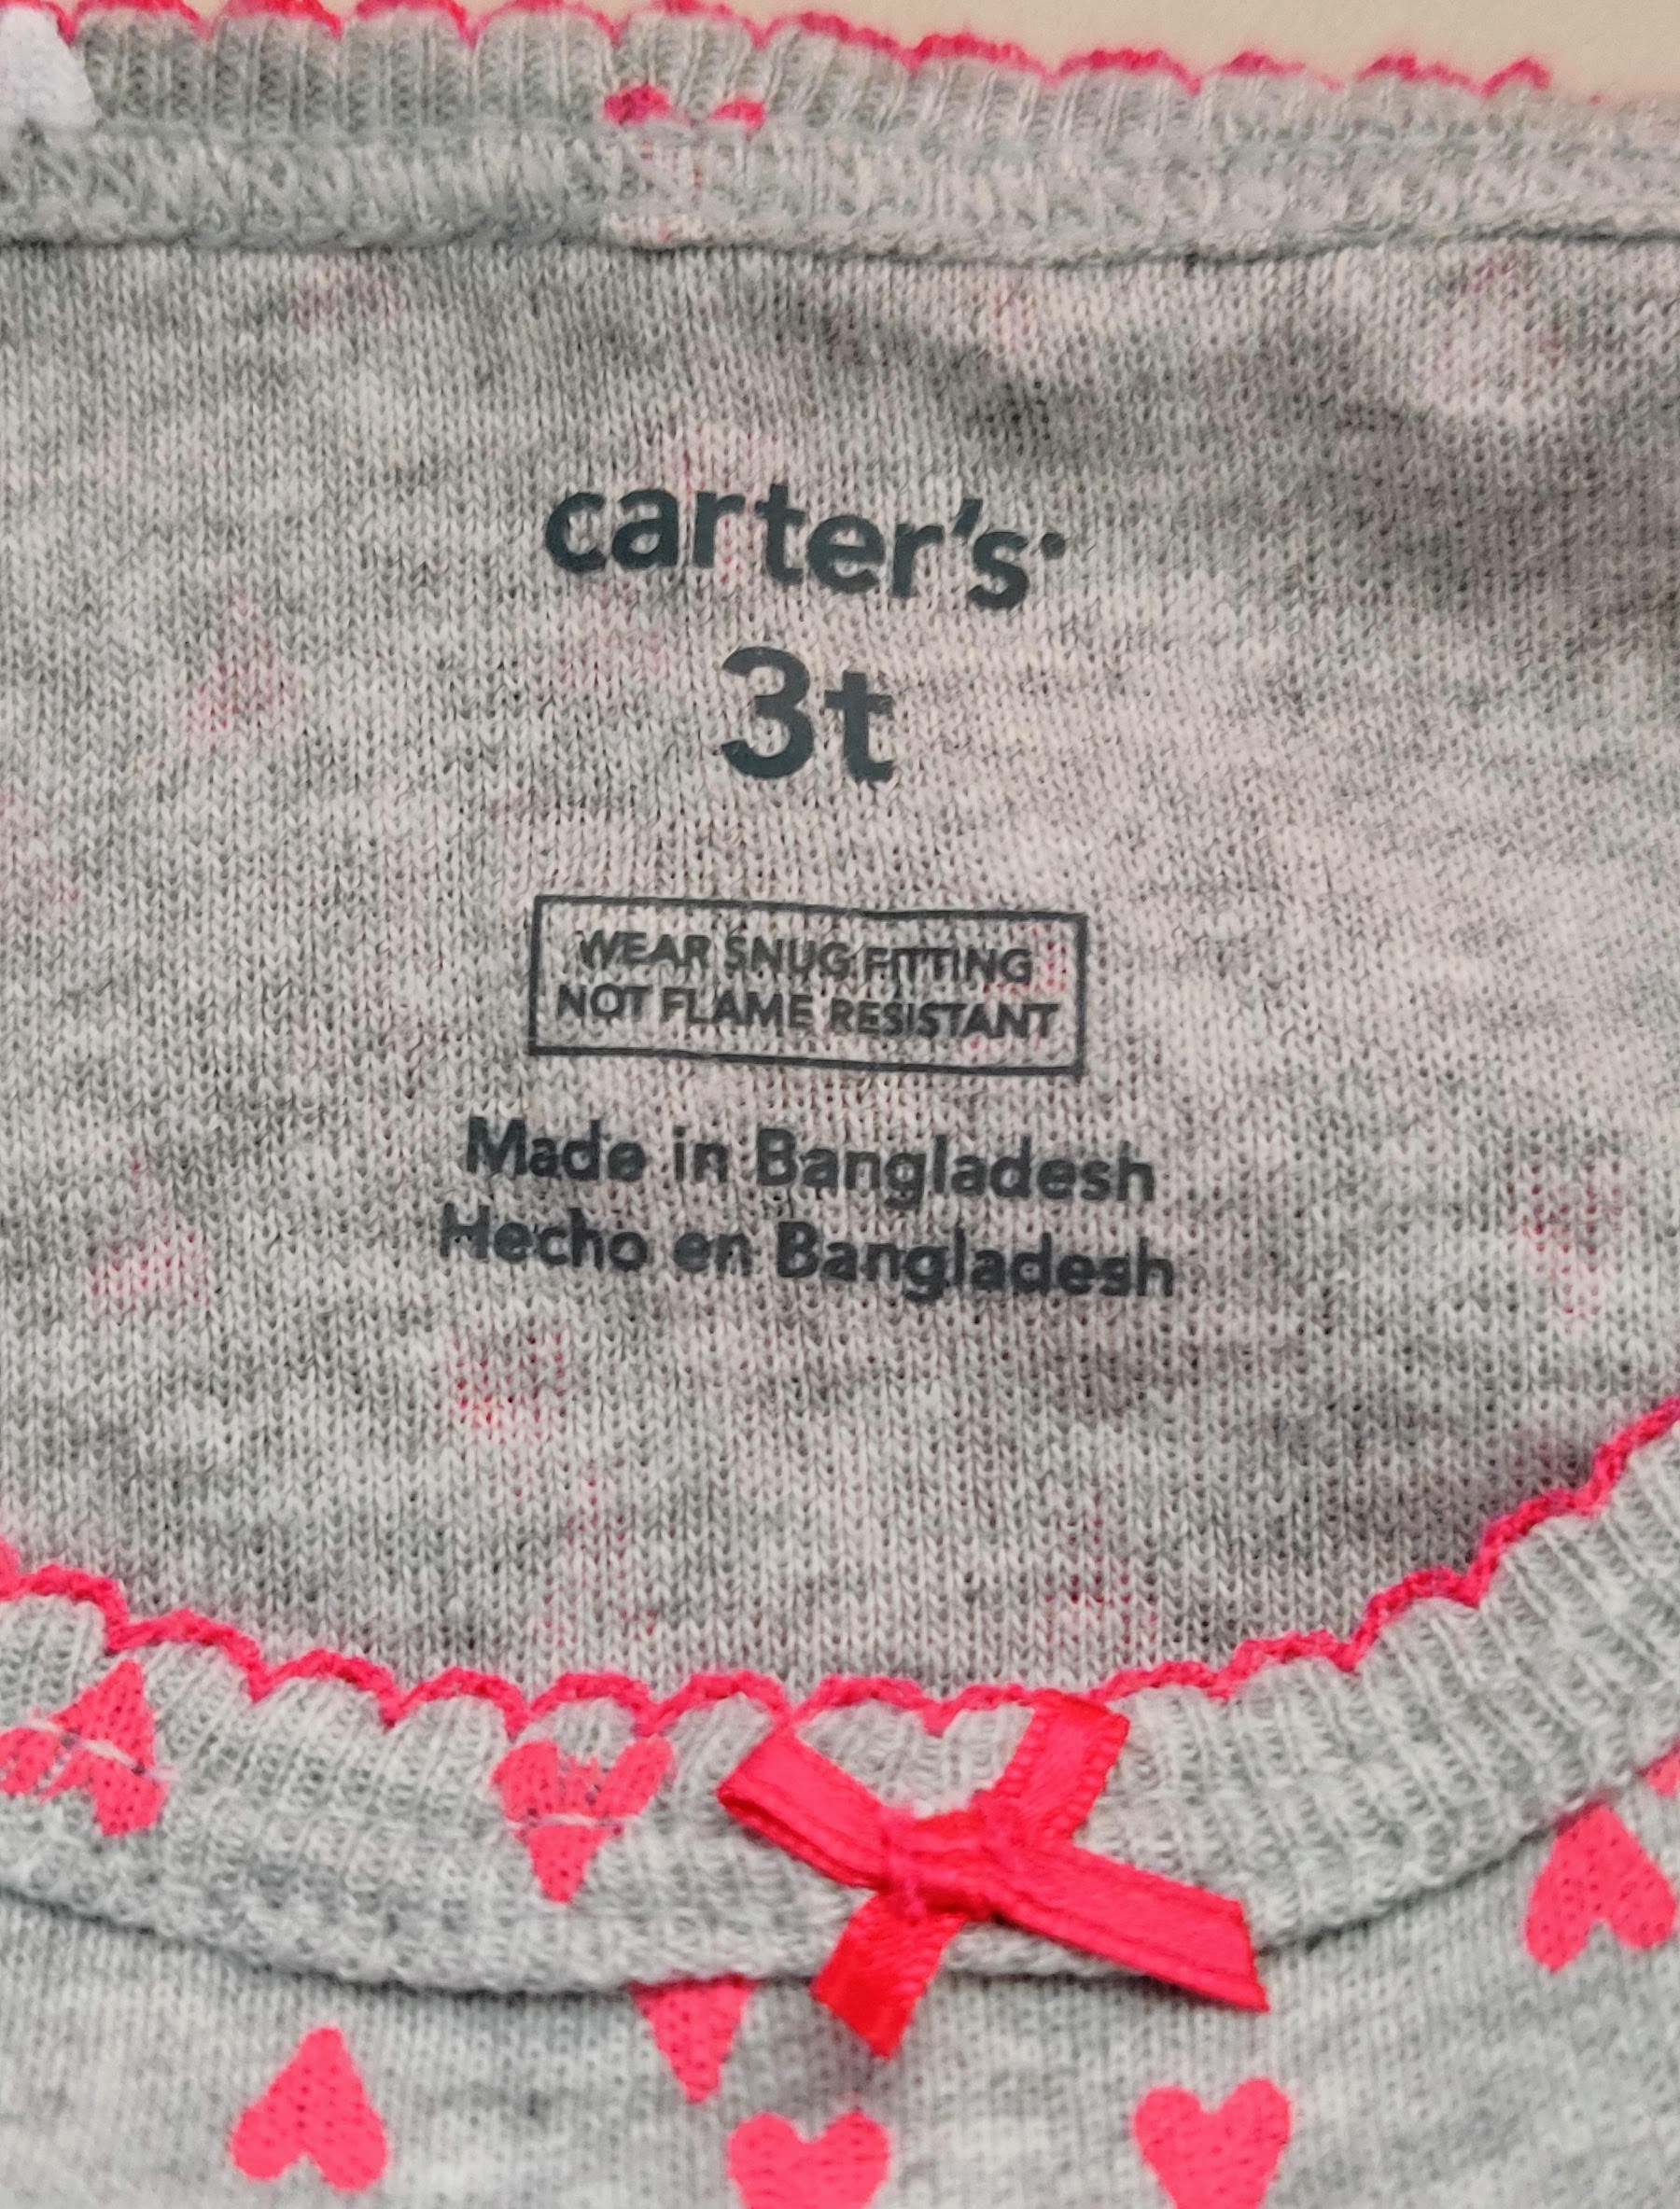 carter's
3t
WEAR SNUG FITTING
NOT FLAME RESISTANT
Made in Bangladesh
Hecho en Bangladesh